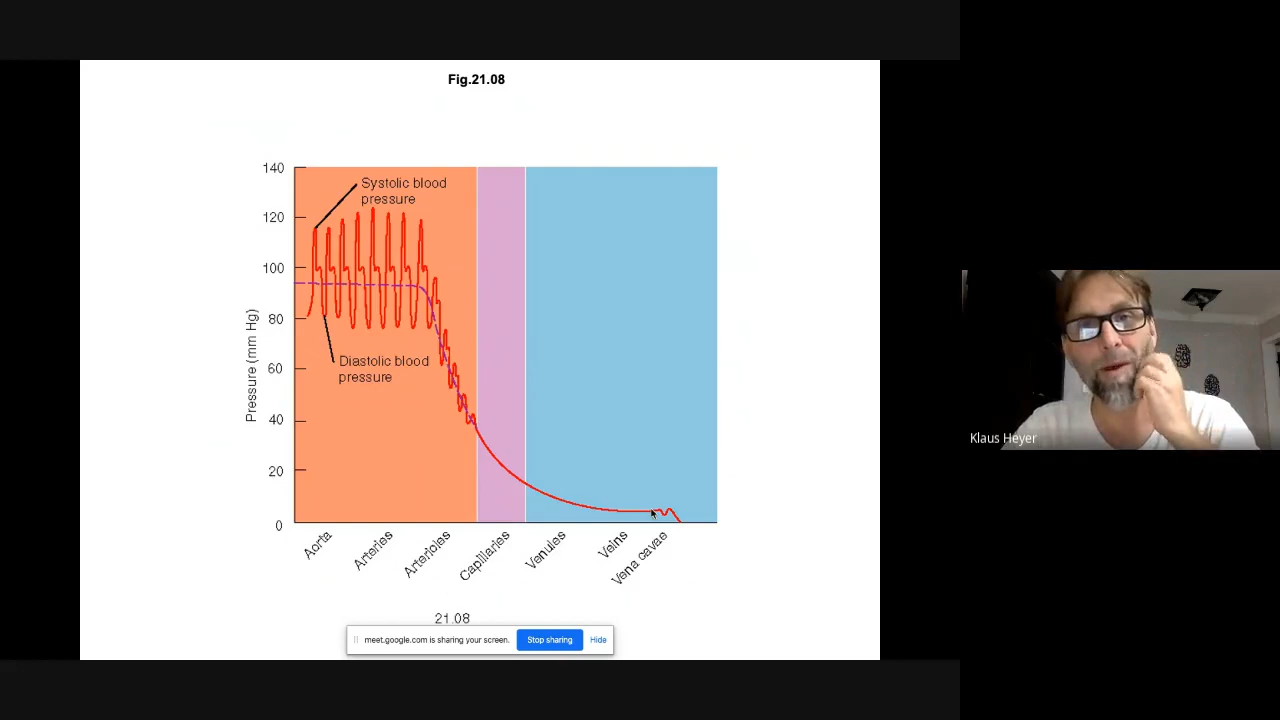 Fig.21.08
140
120
100
80
60
40
20
0
Pressure (mm Hg)
Systolic blood
pressure
Diastolic blood
pressure
Aorta
Arteries
Arterioles
Capillaries
Venules
Veins
Vena cavae
21.08
meet.google.com is sharing your screen.
Stop sharing
Hide
Klaus Heyer